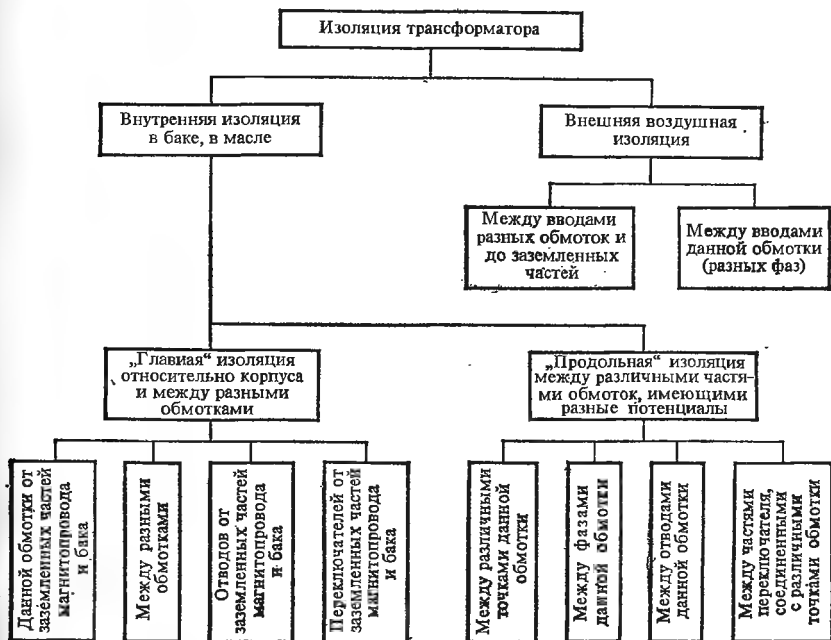 Изоляция трансформатора
Внутренняя изоляция
в баке, в масле
Внешняя воздушная
изоляция
Между вводами
разных обмоток и
до заземленных
частей
Между вводами
данной обмотки
(разных фаз)
„Главная“ изоляция
относительно корпуса
и между разными
обмотками
„Продольная“ изоляция
между различными частя-
ми обмоток, имеющими
разные потенциалы
Данной обмотки от
заземленных частей
магнитопровода
и бака
Между разными
обмотками
Отводов от
заземленных частей
магнитопровода
и бака
Переключателей от
заземленных частей
магнитопровода
и бака
Между различными
точками данной
обмотки
Между фазами
данной обмотки
Между отводами
данной обмотки
Между частями
переключателя,
соединенными
с различными
точками обмотки